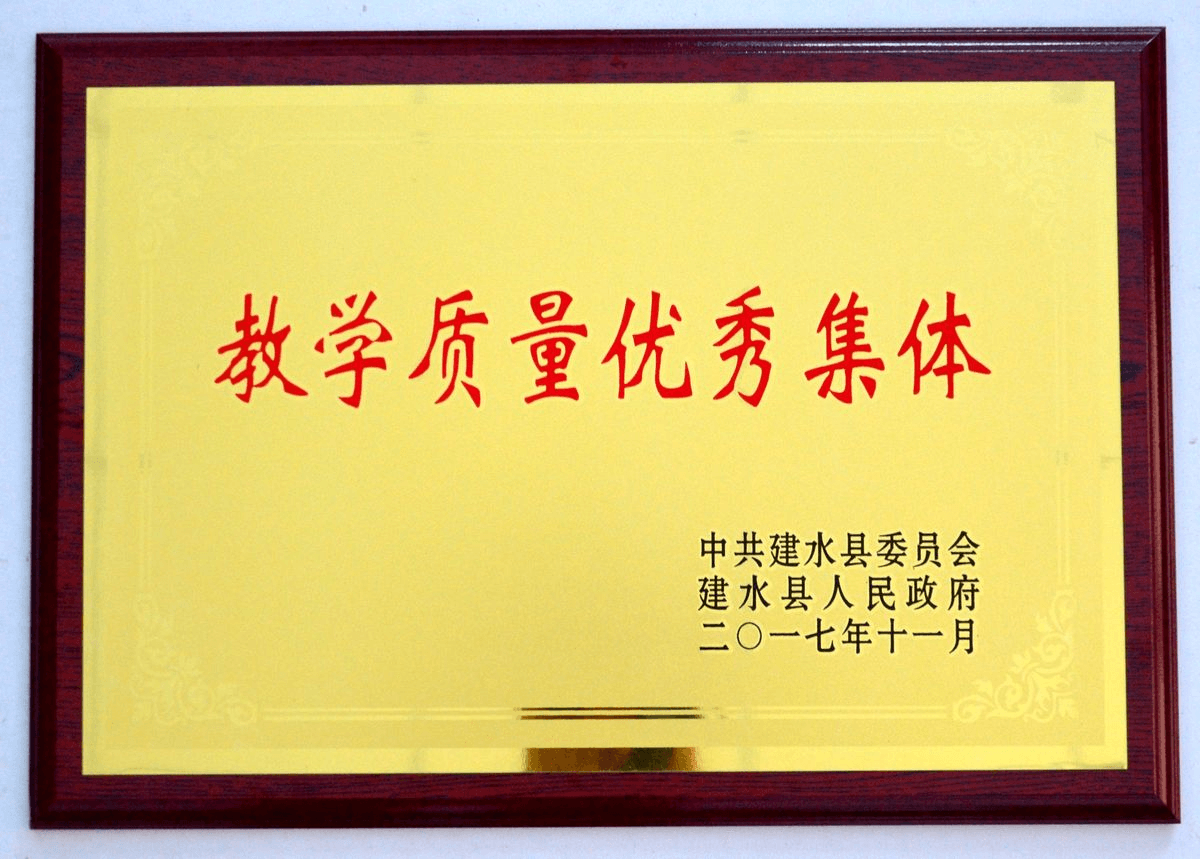 教学质量优秀集体
中共建水县委员会
建水县人民政府
二〇一七年十一月